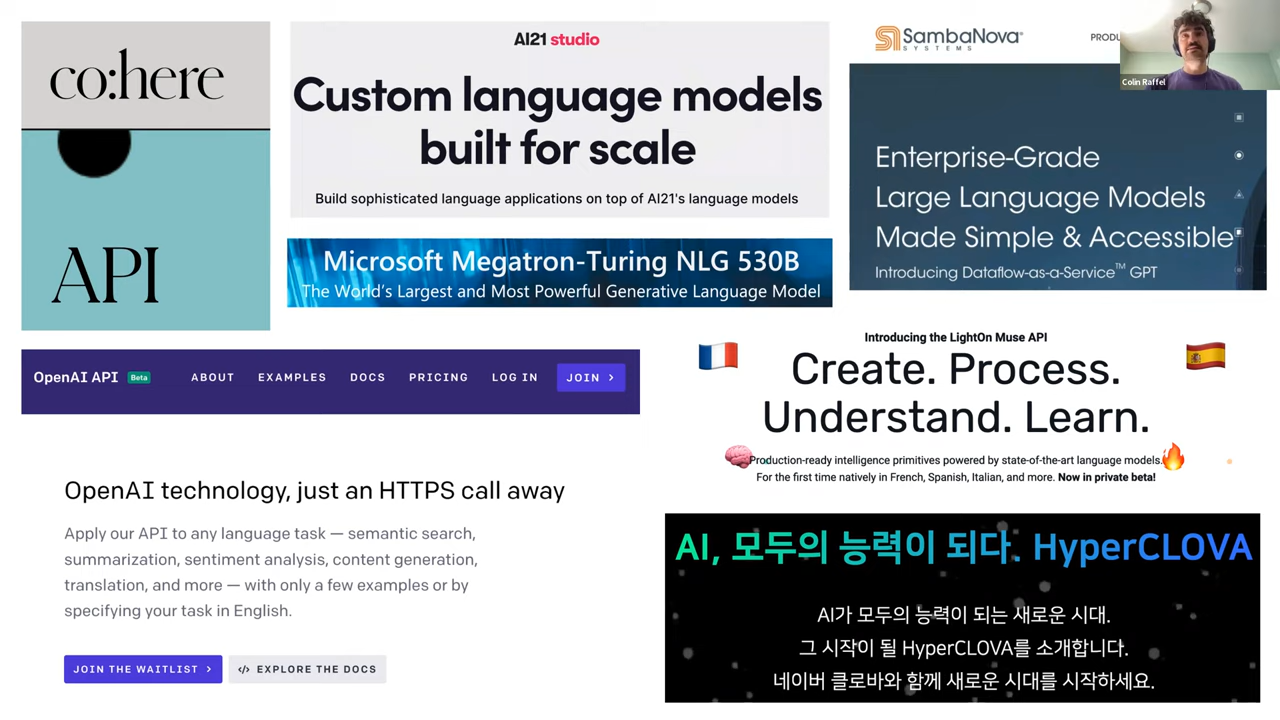 co:here
API
AI21 studio
Custom language models
built for scale
Build sophisticated language applications on top of AI21's language models
Microsoft Megatron-Turing NLG 530B
The World's Largest and Most Powerful Generative Language Model
SambaNova®
SYSTEMS
PRODU
Colin Raffel
Enterprise-Grade
Large Language Models
Made Simple & Accessible
Introducing Dataflow-as-a-Service™ GPT
OpenAI API Beta ABOUT EXAMPLES DOCS PRICING LOG IN JOIN >
OpenAI technology, just an HTTPS call away
Apply our API to any language task — semantic search,
summarization, sentiment analysis, content generation,
translation, and more — with only a few examples or by
specifying your task in English.
JOIN THE WAITLIST > </> EXPLORE THE DOCS
Introducing the LightOn Muse API
Create. Process.
Understand. Learn.
Production-ready intelligence primitives powered by state-of-the-art language models.
For the first time natively in French, Spanish, Italian, and more. Now in private beta!
AI, 모두의 능력이 되다. HyperCLOVA
AI가 모두의 능력이 되는 새로운 시대.
그 시작이 될 HyperCLOVA를 소개합니다.
네이버 클로바와 함께 새로운 시대를 시작하세요.